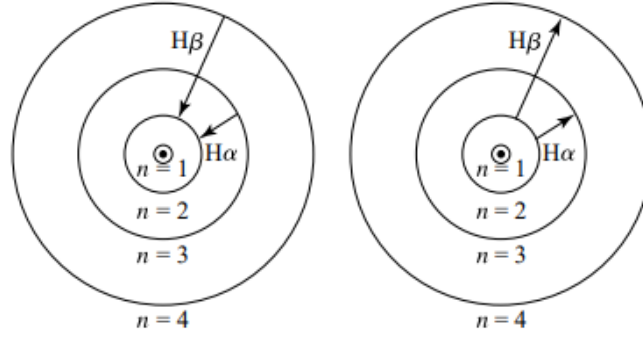 Hβ
Hα
n = 1
n = 2
n = 3
n = 4
Hβ
Hα
n = 1
n = 2
n = 3
n = 4